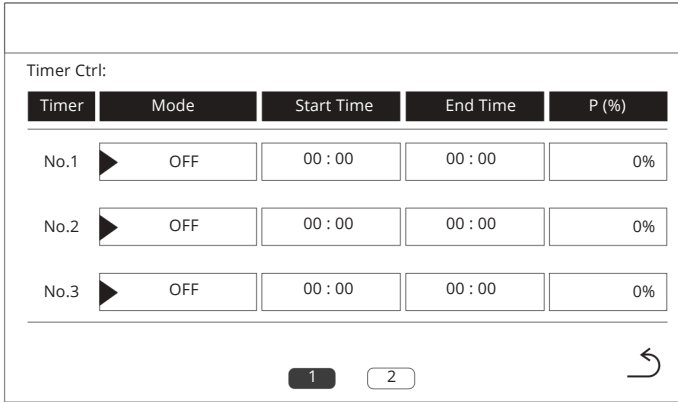 Timer Ctrl:
Timer Mode Start Time End Time P (%)
No.1 OFF 00 : 00 00 : 00 0%
No.2 OFF 00 : 00 00 : 00 0%
No.3 OFF 00 : 00 00 : 00 0%
1 2